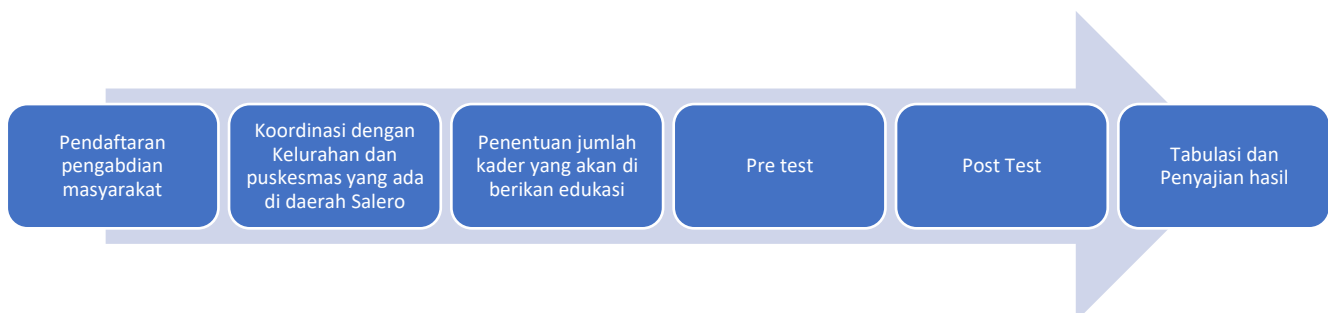 Pendaftaran
pengabdian
masyarakat
Koordinasi dengan
Kelurahan dan
puskesmas yang ada
di daerah Salero
Penentuan jumlah
kader yang akan di
berikan edukasi
Pre test
Post Test
Tabulasi dan
Penyajian hasil